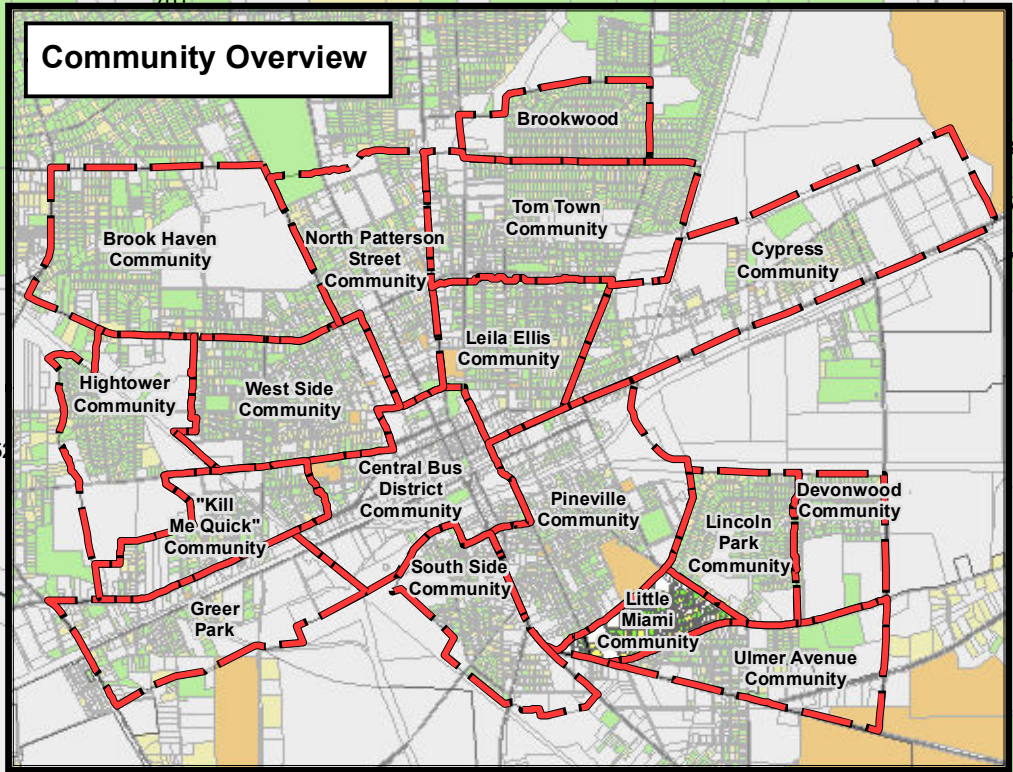 Community Overview
Brookwood
Tom Town
Community
Brook Haven
Community
North Patterson
Street
Community
Cypress
Community
Leila Ellis
Community
Hightower
Community
West Side
Community
Central Bus
District
Community
"Kill
Me Quick"
Community
Pineville
Community
Devonwood
Community
Lincoln
Park
Community
South Side
Community
Greer
Park
Little
Miami
Community
Ulmer Avenue
Community